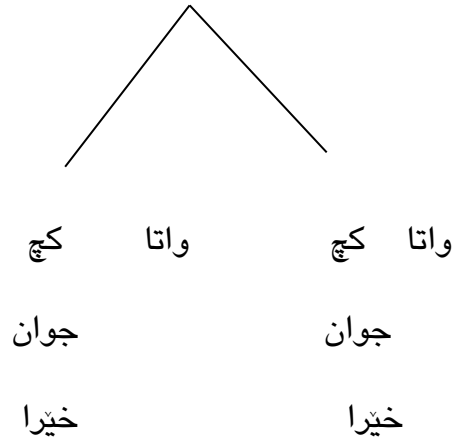 واتا کچ واتا کچ
جوان جوان
خێرا خێرا